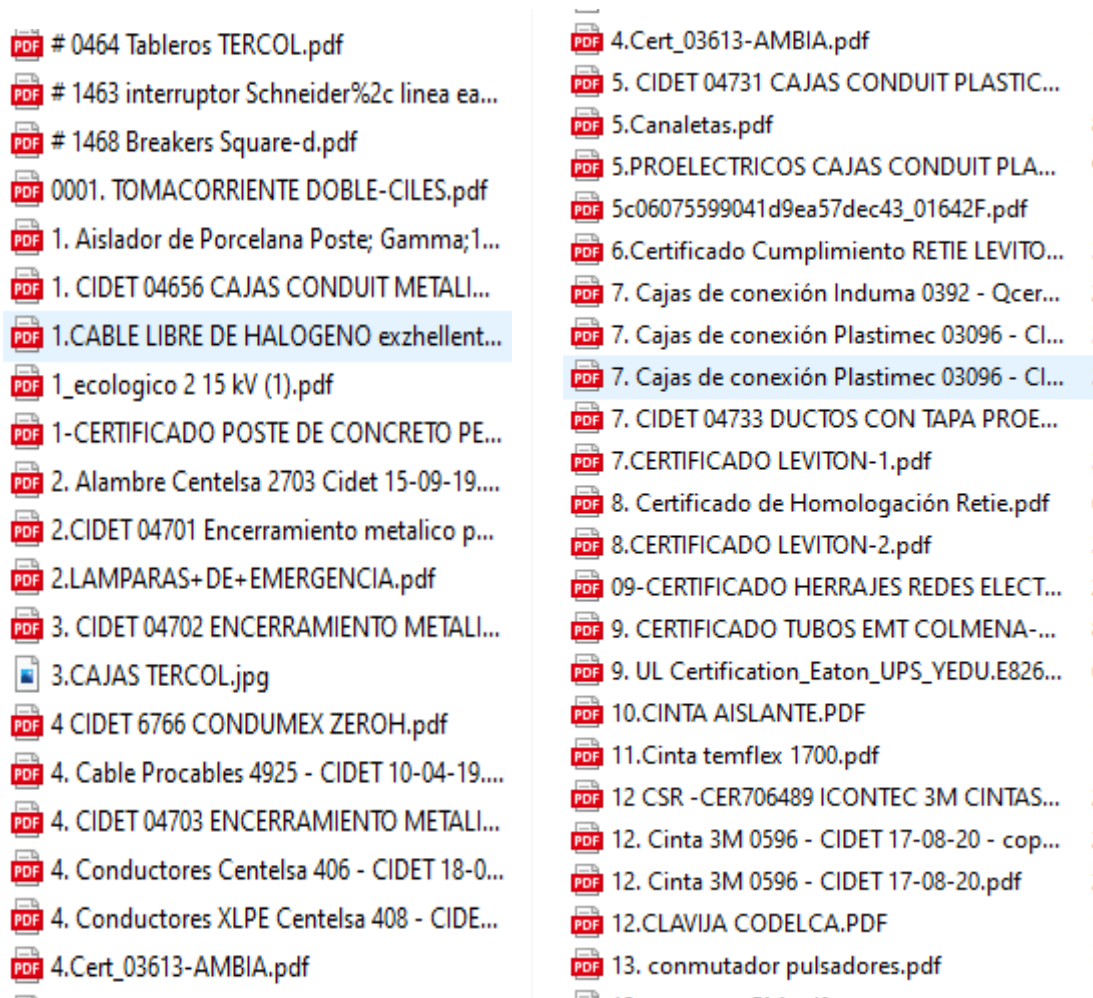 # 0464 Tableros TERCOL.pdf
# 1463 interruptor Schneider%2c linea ea...
# 1468 Breakers Square-d.pdf
0001. TOMACORRIENTE DOBLE-CILES.pdf
1. Aislador de Porcelana Poste; Gamma;1...
1. CIDET 04656 CAJAS CONDUIT METALI...
1.CABLE LIBRE DE HALOGENO exzhellent...
1_ecologico 2 15 kV (1).pdf
1-CERTIFICADO POSTE DE CONCRETO PE...
2. Alambre Centelsa 2703 Cidet 15-09-19....
2.CIDET 04701 Encerramiento metalico p...
2.LAMPARAS+DE+EMERGENCIA.pdf
3. CIDET 04702 ENCERRAMIENTO METALI...
3.CAJAS TERCOL.jpg
4 CIDET 6766 CONDUMEX ZEROH.pdf
4. Cable Procables 4925 - CIDET 10-04-19....
4. CIDET 04703 ENCERRAMIENTO METALI...
4. Conductores Centelsa 406 - CIDET 18-0...
4. Conductores XLPE Centelsa 408 - CIDE...
4.Cert_03613-AMBIA.pdf
4.Cert_03613-AMBIA.pdf
5. CIDET 04731 CAJAS CONDUIT PLASTIC...
5.Canaletas.pdf
5.PROELECTRICOS CAJAS CONDUIT PLA...
5c06075599041d9ea57dec43_01642F.pdf
6.Certificado Cumplimiento RETIE LEVITO...
7. Cajas de conexión Induma 0392 - Qcer...
7. Cajas de conexión Plastimec 03096 - CI...
7. Cajas de conexión Plastimec 03096 - CI...
7. CIDET 04733 DUCTOS CON TAPA PROE...
7.CERTIFICADO LEVITON-1.pdf
8. Certificado de Homologación Retie.pdf
8.CERTIFICADO LEVITON-2.pdf
09-CERTIFICADO HERRAJES REDES ELECT...
9. CERTIFICADO TUBOS EMT COLMENA-...
9. UL Certification_Eaton_UPS_YEDU.E826...
10.CINTA AISLANTE.PDF
11.Cinta temflex 1700.pdf
12 CSR -CER706489 ICONTEC 3M CINTAS...
12. Cinta 3M 0596 - CIDET 17-08-20 - cop...
12. Cinta 3M 0596 - CIDET 17-08-20.pdf
12.CLAVIJA CODELCA.PDF
13. conmutador pulsadores.pdf